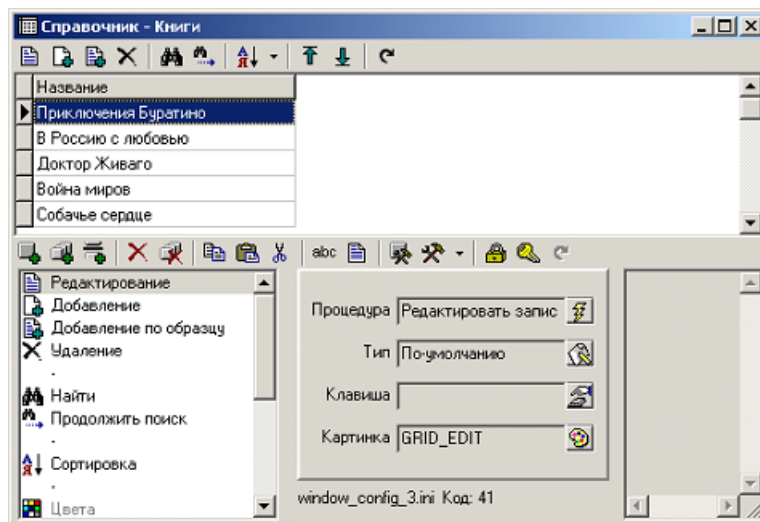 Справочник - Книги
Название
Приключения Буратино
В Россию с любовью
Доктор Живаго
Война миров
Собачье сердце
abc
Редактирование
Добавление
Добавление по образцу
Удаление
-
Найти
Продолжить поиск
-
Сортировка
-
Цвета
Процедура Редактировать запис
Тип По-умолчанию
Клавиша
Картинка GRID_EDIT
window_config_3.ini Код: 41